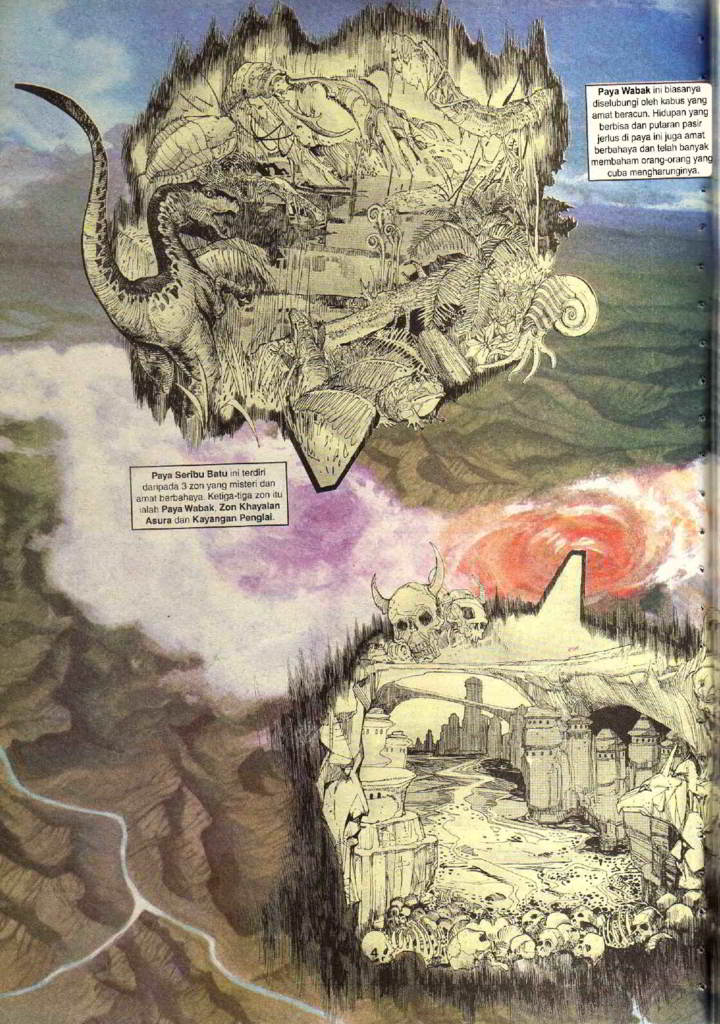 Paya Wabak ini biasanya
diselubungi oleh kabus yang
amat beracun. Hidupan yang
berbisa dan putaran pasir
jerlus di paya ini juga amat
berbahaya dan telah banyak
membaham orang-orang yang
cuba mengharunginya.
Paya Seribu Batu ini terdiri
daripada 3 zon yang misteri dan
amat berbahaya. Ketiga-tiga zon itu
ialah Paya Wabak, Zon Khayalan
Asura dan Kayangan Penglai.